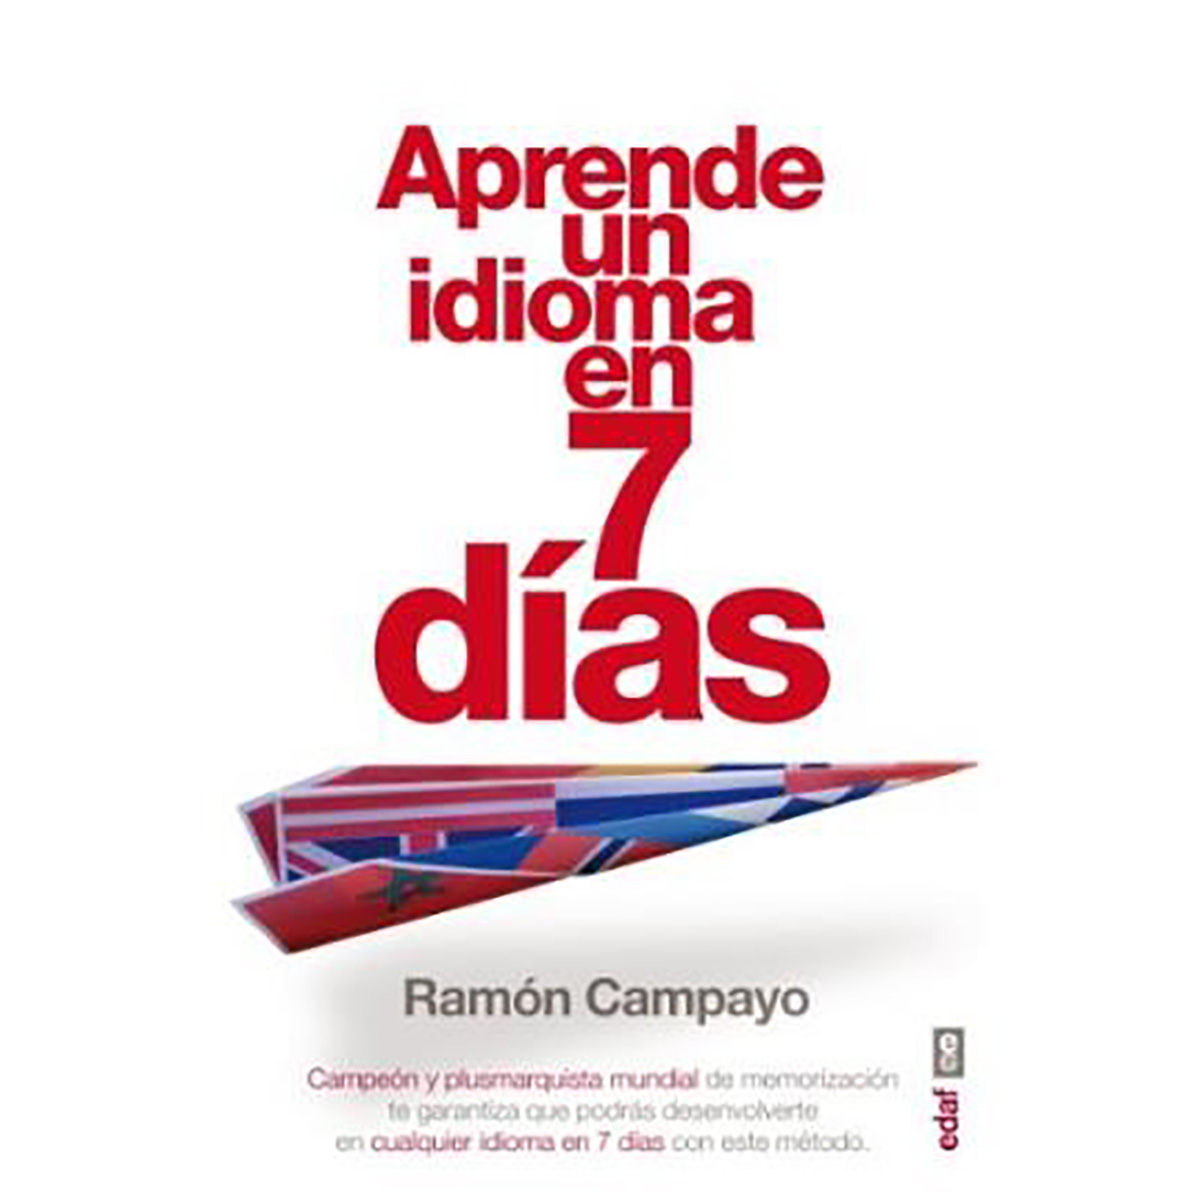 Aprende
un
idioma
en
7
días
Ramón Campayo
Campeón y plusmarquista mundial de memorización
te garantiza que podrás desenvolverte
en cualquier idioma en 7 días con este método.
edaf